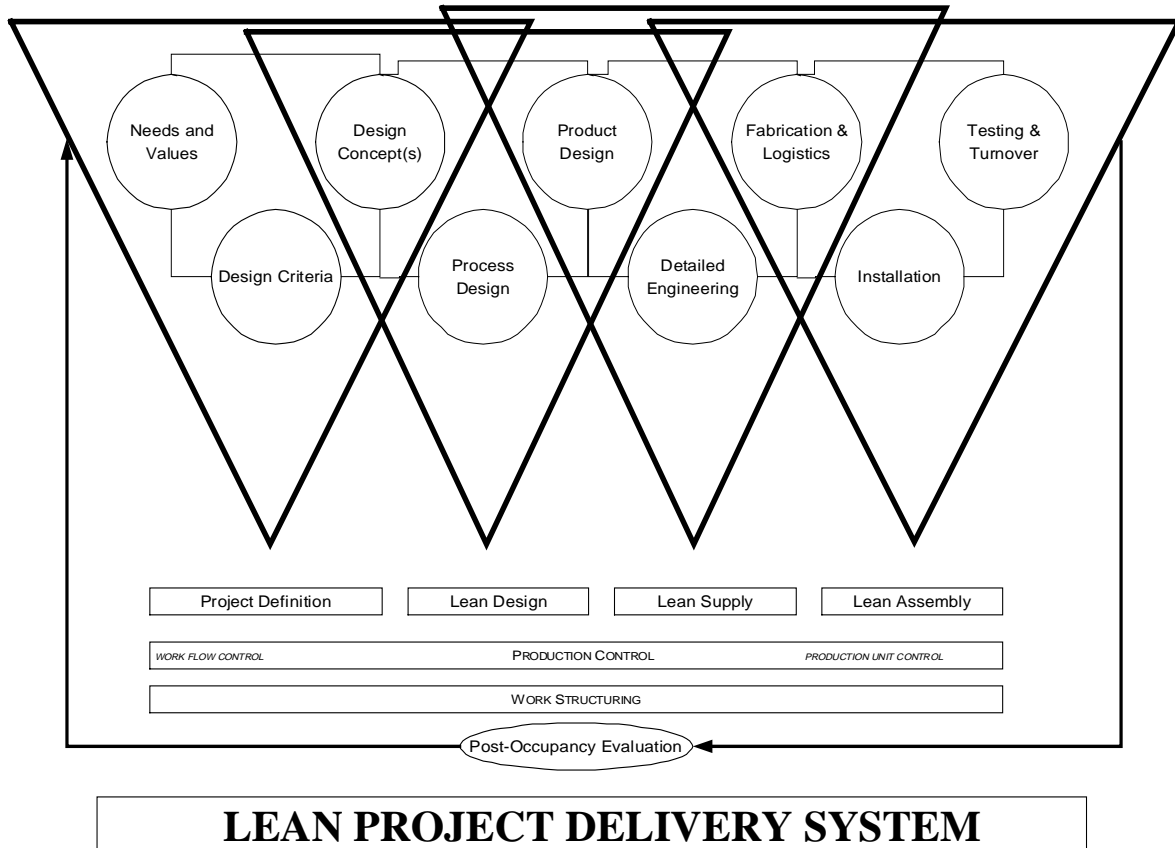 Needs and
Values
Design
Concept(s)
Product
Design
Fabrication &
Logistics
Testing &
Turnover
Design Criteria
Process
Design
Detailed
Engineering
Installation
Project Definition
Lean Design
Lean Supply
Lean Assembly
WORK FLOW CONTROL
PRODUCTION CONTROL
PRODUCTION UNIT CONTROL
WORK STRUCTURING
Post-Occupancy Evaluation
LEAN PROJECT DELIVERY SYSTEM